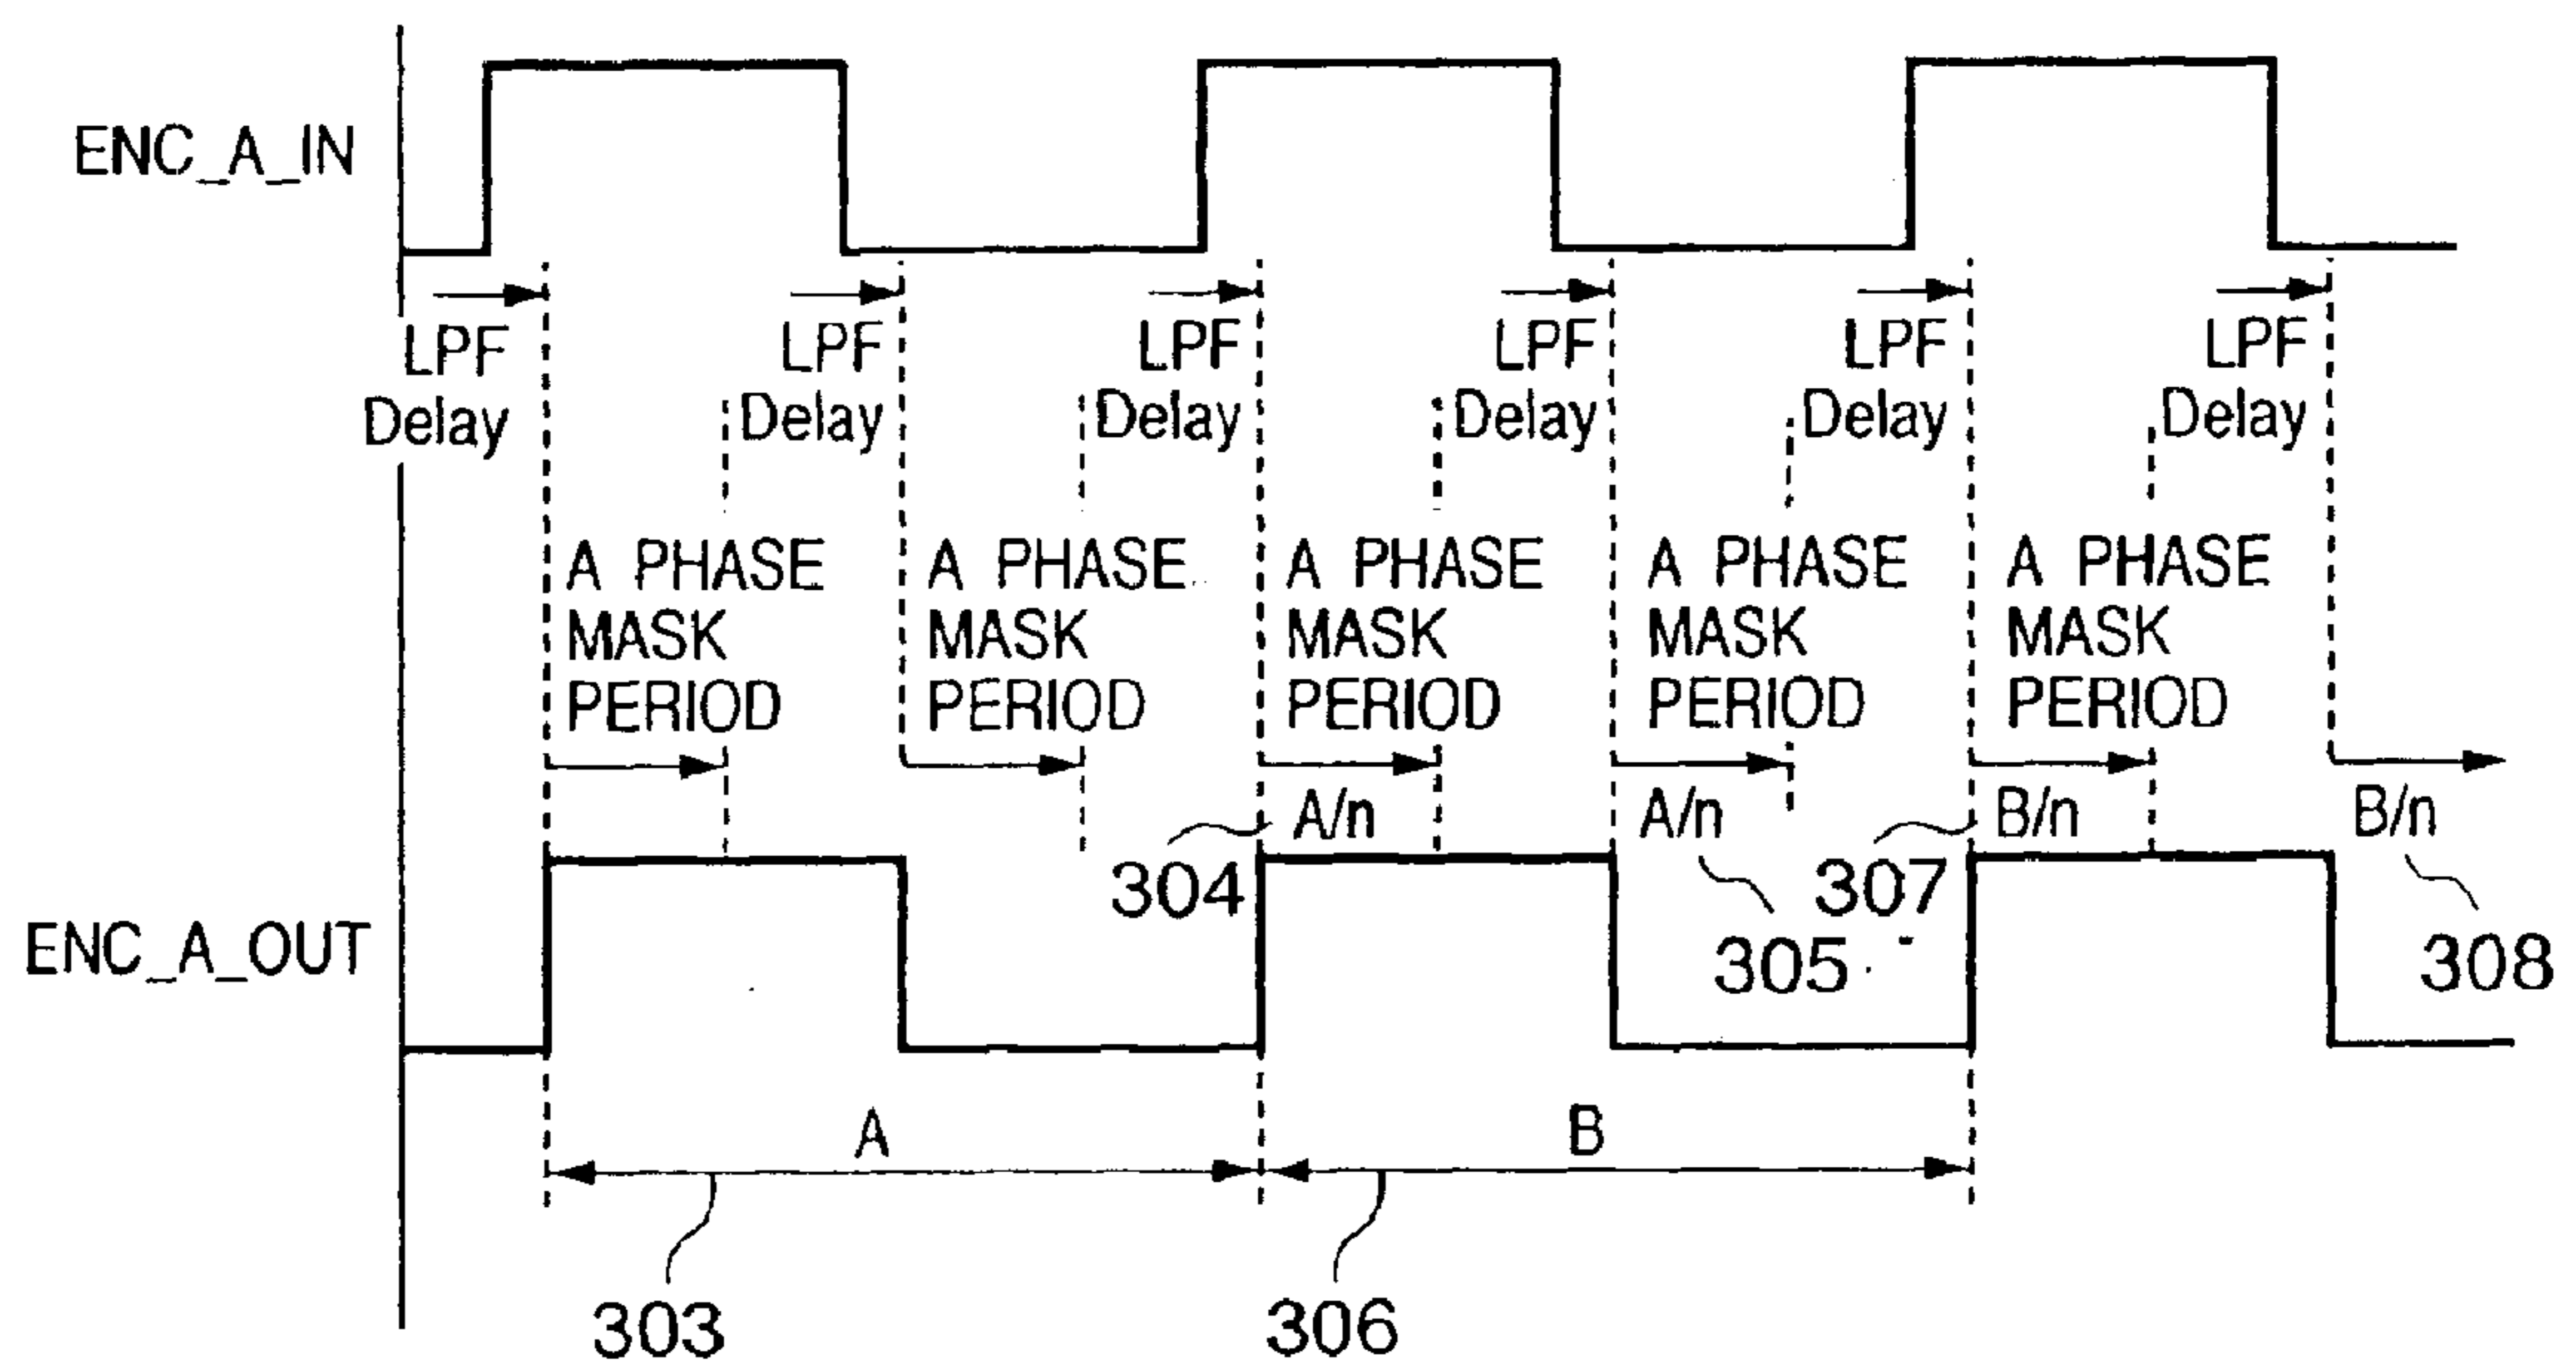 ENC_A_IN
LPF
Delay
LPF
Delay
LPF
Delay
LPF
Delay
LPF
Delay
LPF
Delay
A PHASE
MASK
PERIOD
A PHASE
MASK
PERIOD
A PHASE
MASK
PERIOD
A PHASE
MASK
PERIOD
A PHASE
MASK
PERIOD
A/n
A/n
B/n
B/n
304
305
307
308
ENC_A_OUT
A
B
303
306